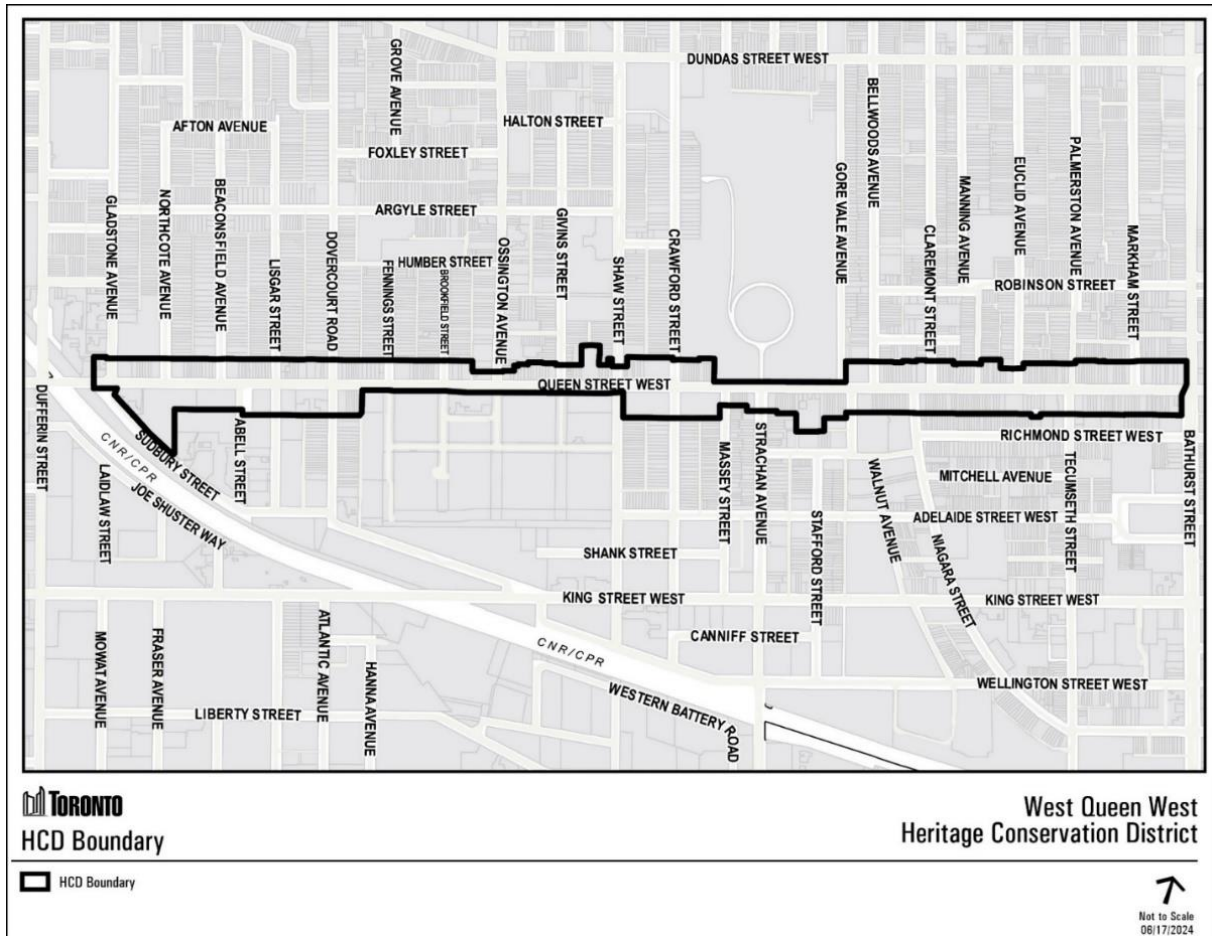 DUNDAS STREET WEST
GROVE AVENUE
BELLWOODS AVENUE
AFTON AVENUE
HALTON STREET
FOXLEY STREET
PALMERSTON AVENUE
EUCLID AVENUE
MANNING AVENUE
GORE VALE AVENUE
BEACONSFIELD AVENUE
NORTHCOTE AVENUE
GLADSTONE AVENUE
ARGYLE STREET
GIVINS STREET
CRAWFORD STREET
CLAREMONT STREET
MARKHAM STREET
DOVERCOURT ROAD
OSSINGTON AVENUE
LISGAR STREET
HUMBER STREET
FENNINGS STREET
BROOKFIELD STREET
SHAW STREET
ROBINSON STREET
QUEEN STREET WEST
DUFFERIN STREET
SUDBURY STREET
ABELL STREET
CNR/CPR
JOE SHUSTER WAY
LAIDLAW STREET
MASSEY STREET
STRACHAN AVENUE
RICHMOND STREET WEST
BATHURST STREET
TECUMSETH STREET
MITCHELL AVENUE
WALNUT AVENUE
STAFFORD STREET
ADELAIDE STREET WEST
NIAGARA STREET
SHANK STREET
KING STREET WEST
KING STREET WEST
ATLANTIC AVENUE
CANNIFF STREET
MOWAT AVENUE
FRASER AVENUE
HANNA AVENUE
CNR/CPR
WESTERN BATTERY ROAD
WELLINGTON STREET WEST
LIBERTY STREET
TORONTO
HCD Boundary
West Queen West
Heritage Conservation District
HCD Boundary
Not to Scale
06/17/2024